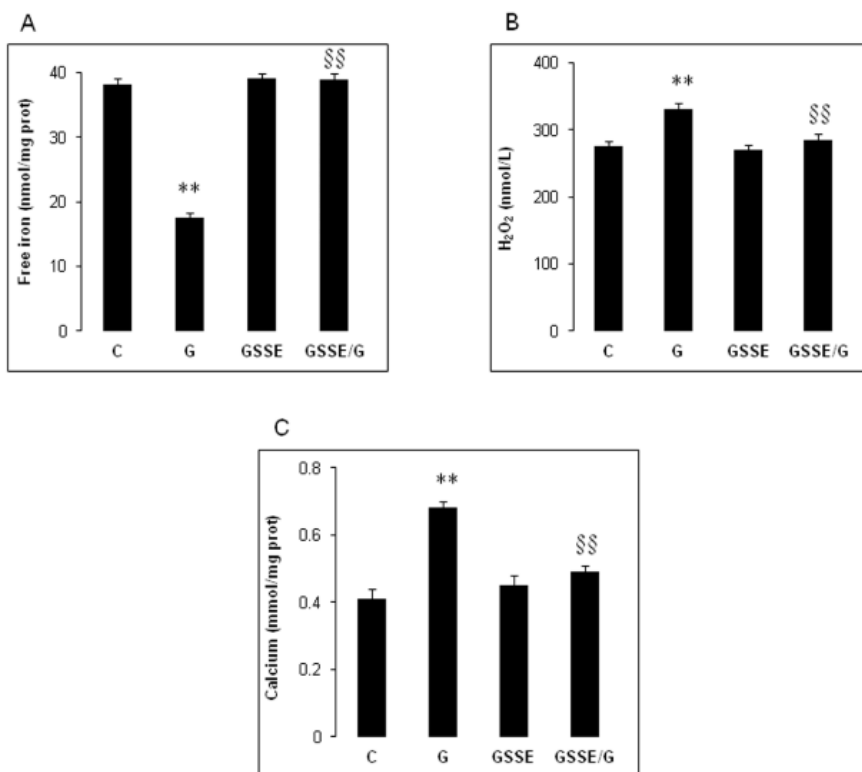 A
Free iron (nmol/mg prot)
40
30
20
10
0
**
§§
C G GSSE GSSE/G
B
H₂O₂ (nmol/L)
400
300
200
100
0
**
§§
C G GSSE GSSE/G
C
Calcium (mmol/mg prot)
0.8
0.6
0.4
0.2
0
**
§§
C G GSSE GSSE/G